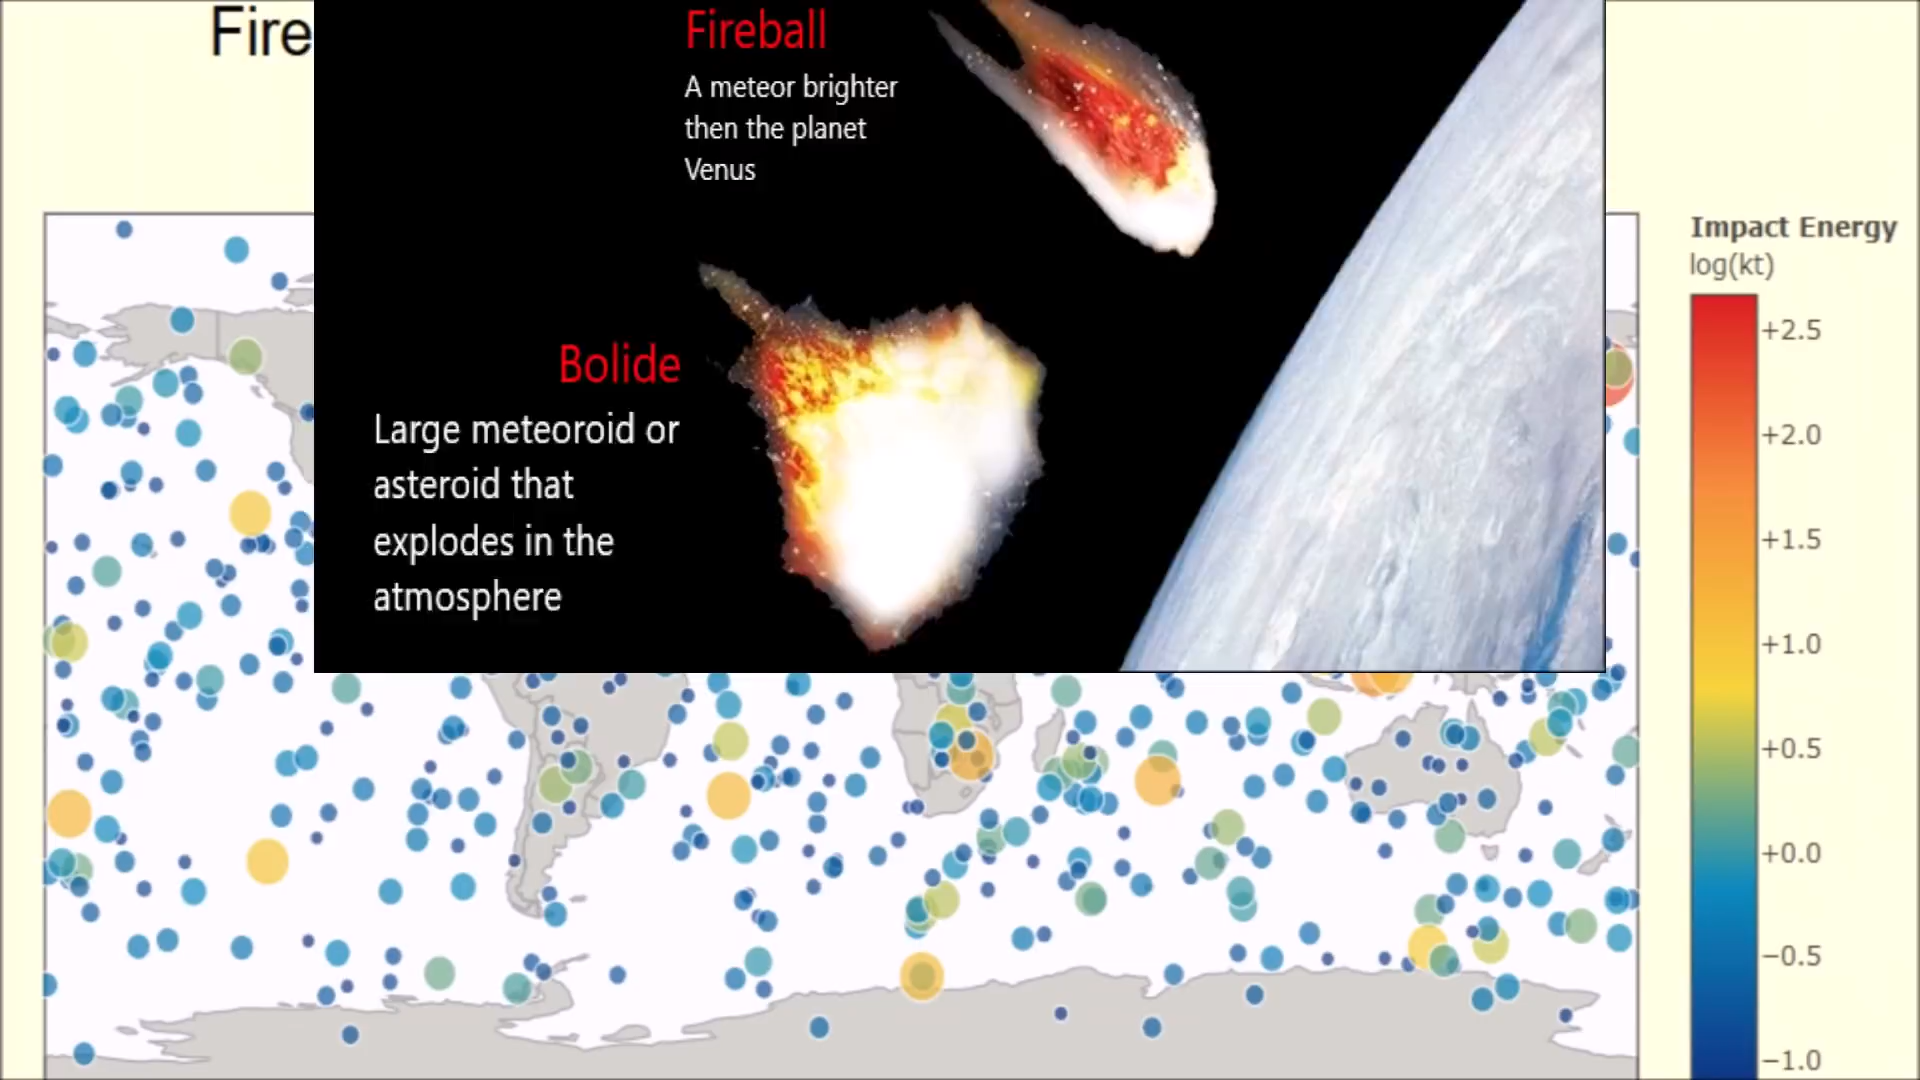 Fire
Fireball
A meteor brighter
then the planet
Venus
Bolide
Large meteoroid or
asteroid that
explodes in the
atmosphere
Impact Energy
log(kt)
+2.5
+2.0
+1.5
+1.0
+0.5
+0.0
−0.5
−1.0